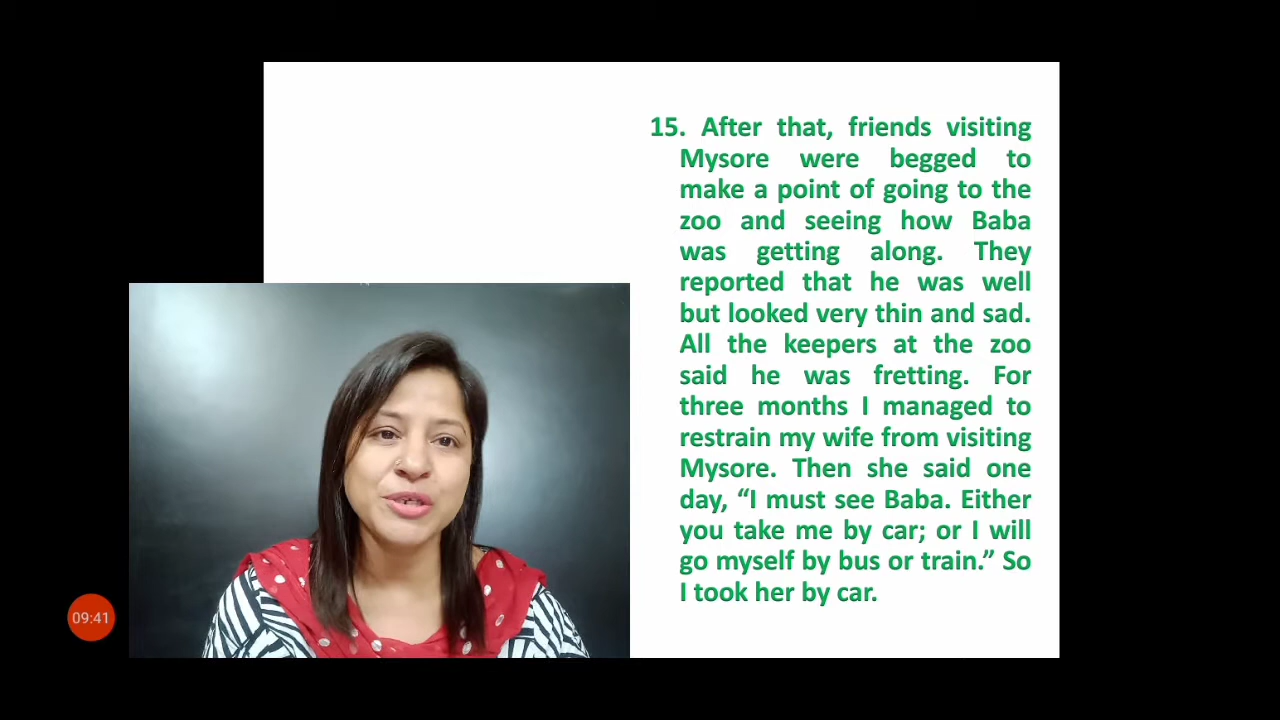 15. After that, friends visiting
Mysore were begged to
make a point of going to the
zoo and seeing how Baba
was getting along. They
reported that he was well
but looked very thin and sad.
All the keepers at the zoo
said he was fretting. For
three months I managed to
restrain my wife from visiting
Mysore. Then she said one
day, “I must see Baba. Either
you take me by car; or I will
go myself by bus or train.” So
I took her by car.
09:41